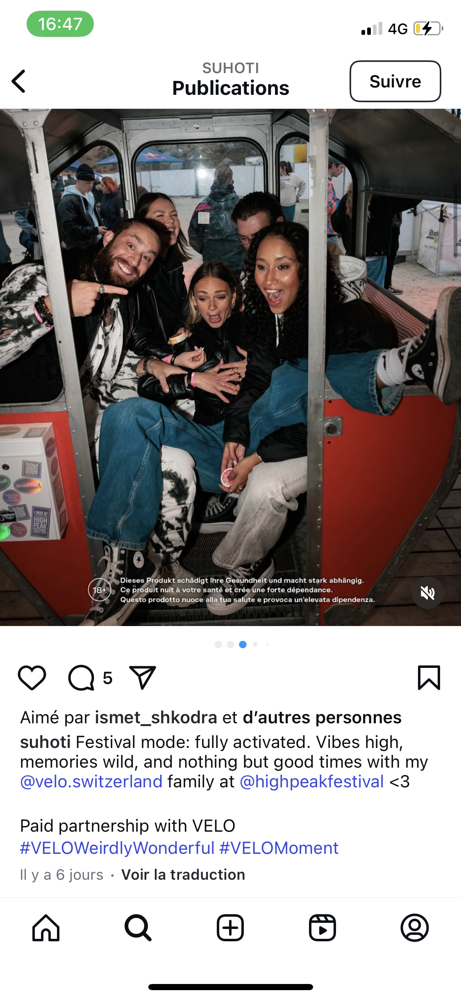 16:47
4G
SUHOTI
Publications
Suivre
Andermatt
I WAS AT
HIGH
PEAK
FESTIVAL
18+
Dieses Produkt schädigt Ihre Gesundheit und macht stark abhängig.
Ce produit nuit à votre santé et crée une forte dépendance.
Questo prodotto nuoce alla tua salute e provoca un'elevata dipendenza.
5
Aimé par ismet_shkodra et d’autres personnes
suhoti Festival mode: fully activated. Vibes high,
memories wild, and nothing but good times with my
@velo.switzerland family at @highpeakfestival <3
Paid partnership with VELO
#VELOWeirdlyWonderful #VELOMoment
Il y a 6 jours • Voir la traduction